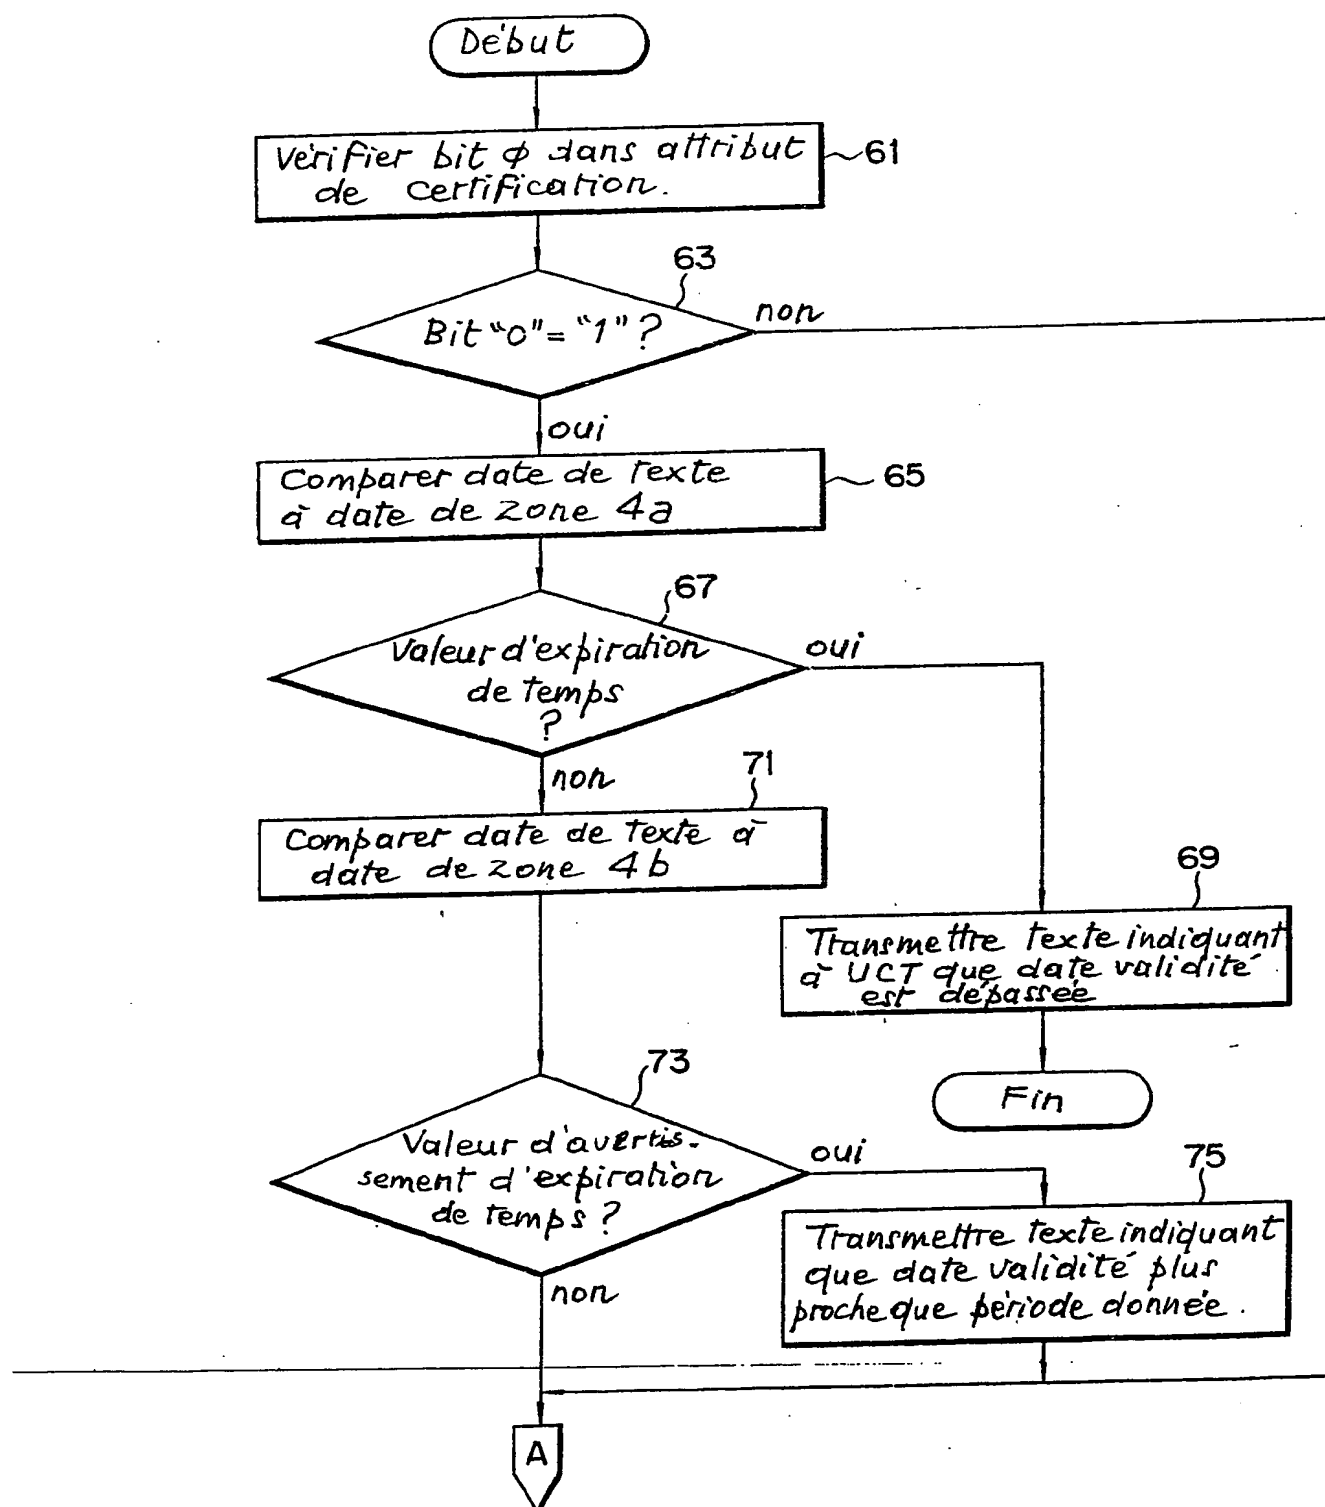 Début
Vérifier bit φ dans attribut
de certification.
61
63
Bit "0" = "1" ?
non
oui
Comparer date de texte
à date de zone 4a
65
67
Valeur d'expiration
de temps
?
oui
non
71
Comparer date de texte à
date de zone 4b
69
Transmettre texte indiquant
à UCT que date validité
est dépassée
Fin
73
Valeur d'avertis-
sement d'expiration
de temps ?
oui
non
75
Transmettre texte indiquant
que date validité plus
proche que période donnée.
A